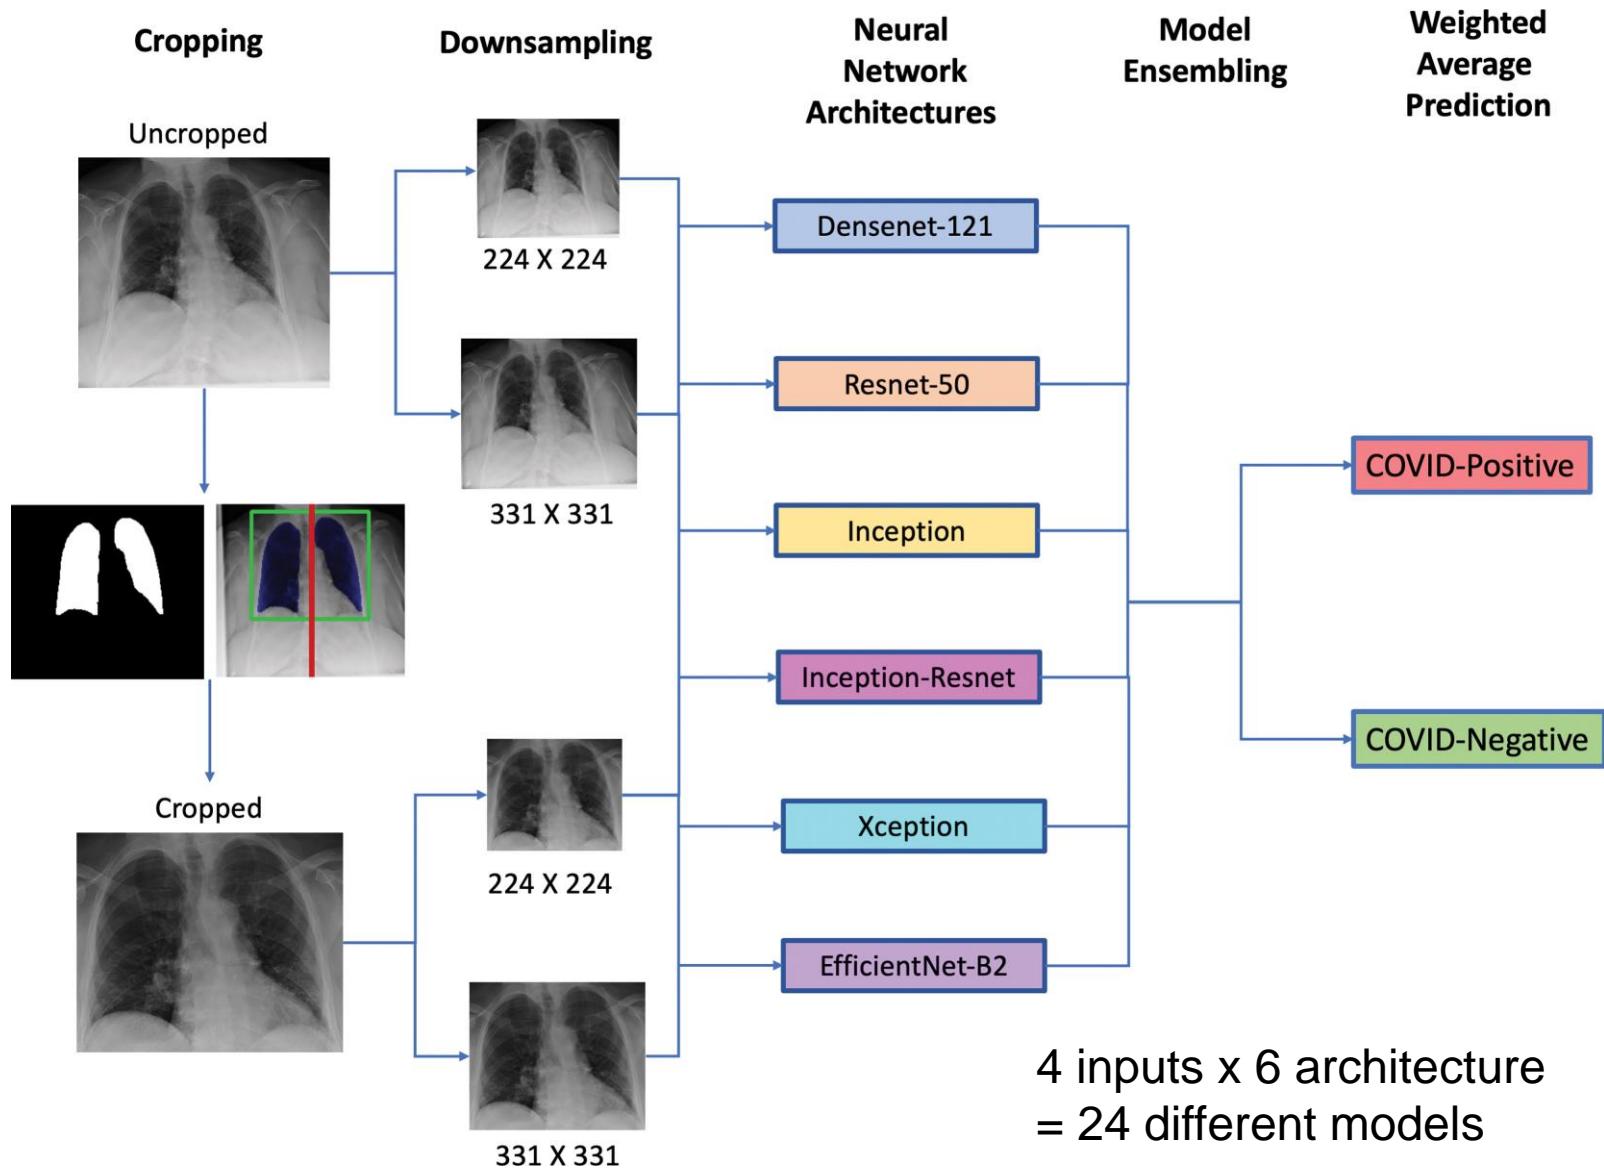 Cropping
Downsampling
Neural
Network
Architectures
Model
Ensembling
Weighted
Average
Prediction
Uncropped
224 X 224
331 X 331
Cropped
224 X 224
331 X 331
Densenet-121
Resnet-50
Inception
Inception-Resnet
Xception
EfficientNet-B2
COVID-Positive
COVID-Negative
4 inputs x 6 architecture
= 24 different models